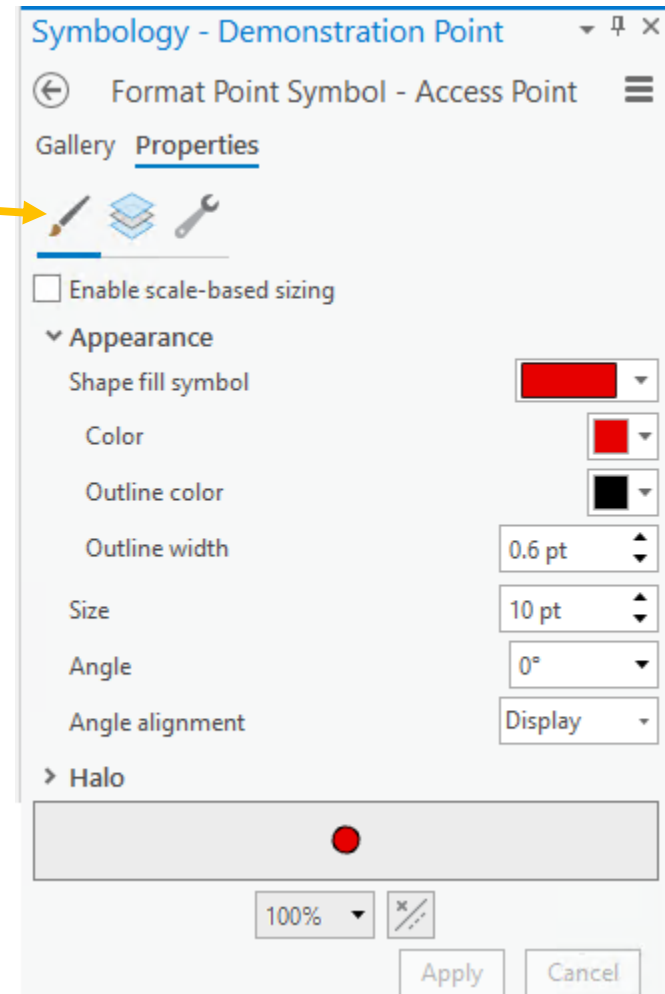 Symbology - Demonstration Point
Format Point Symbol - Access Point
Gallery Properties
Enable scale-based sizing
Appearance
Shape fill symbol
Color
Outline color
Outline width 0.6 pt
Size 10 pt
Angle 0°
Angle alignment Display
Halo
100%
Apply Cancel